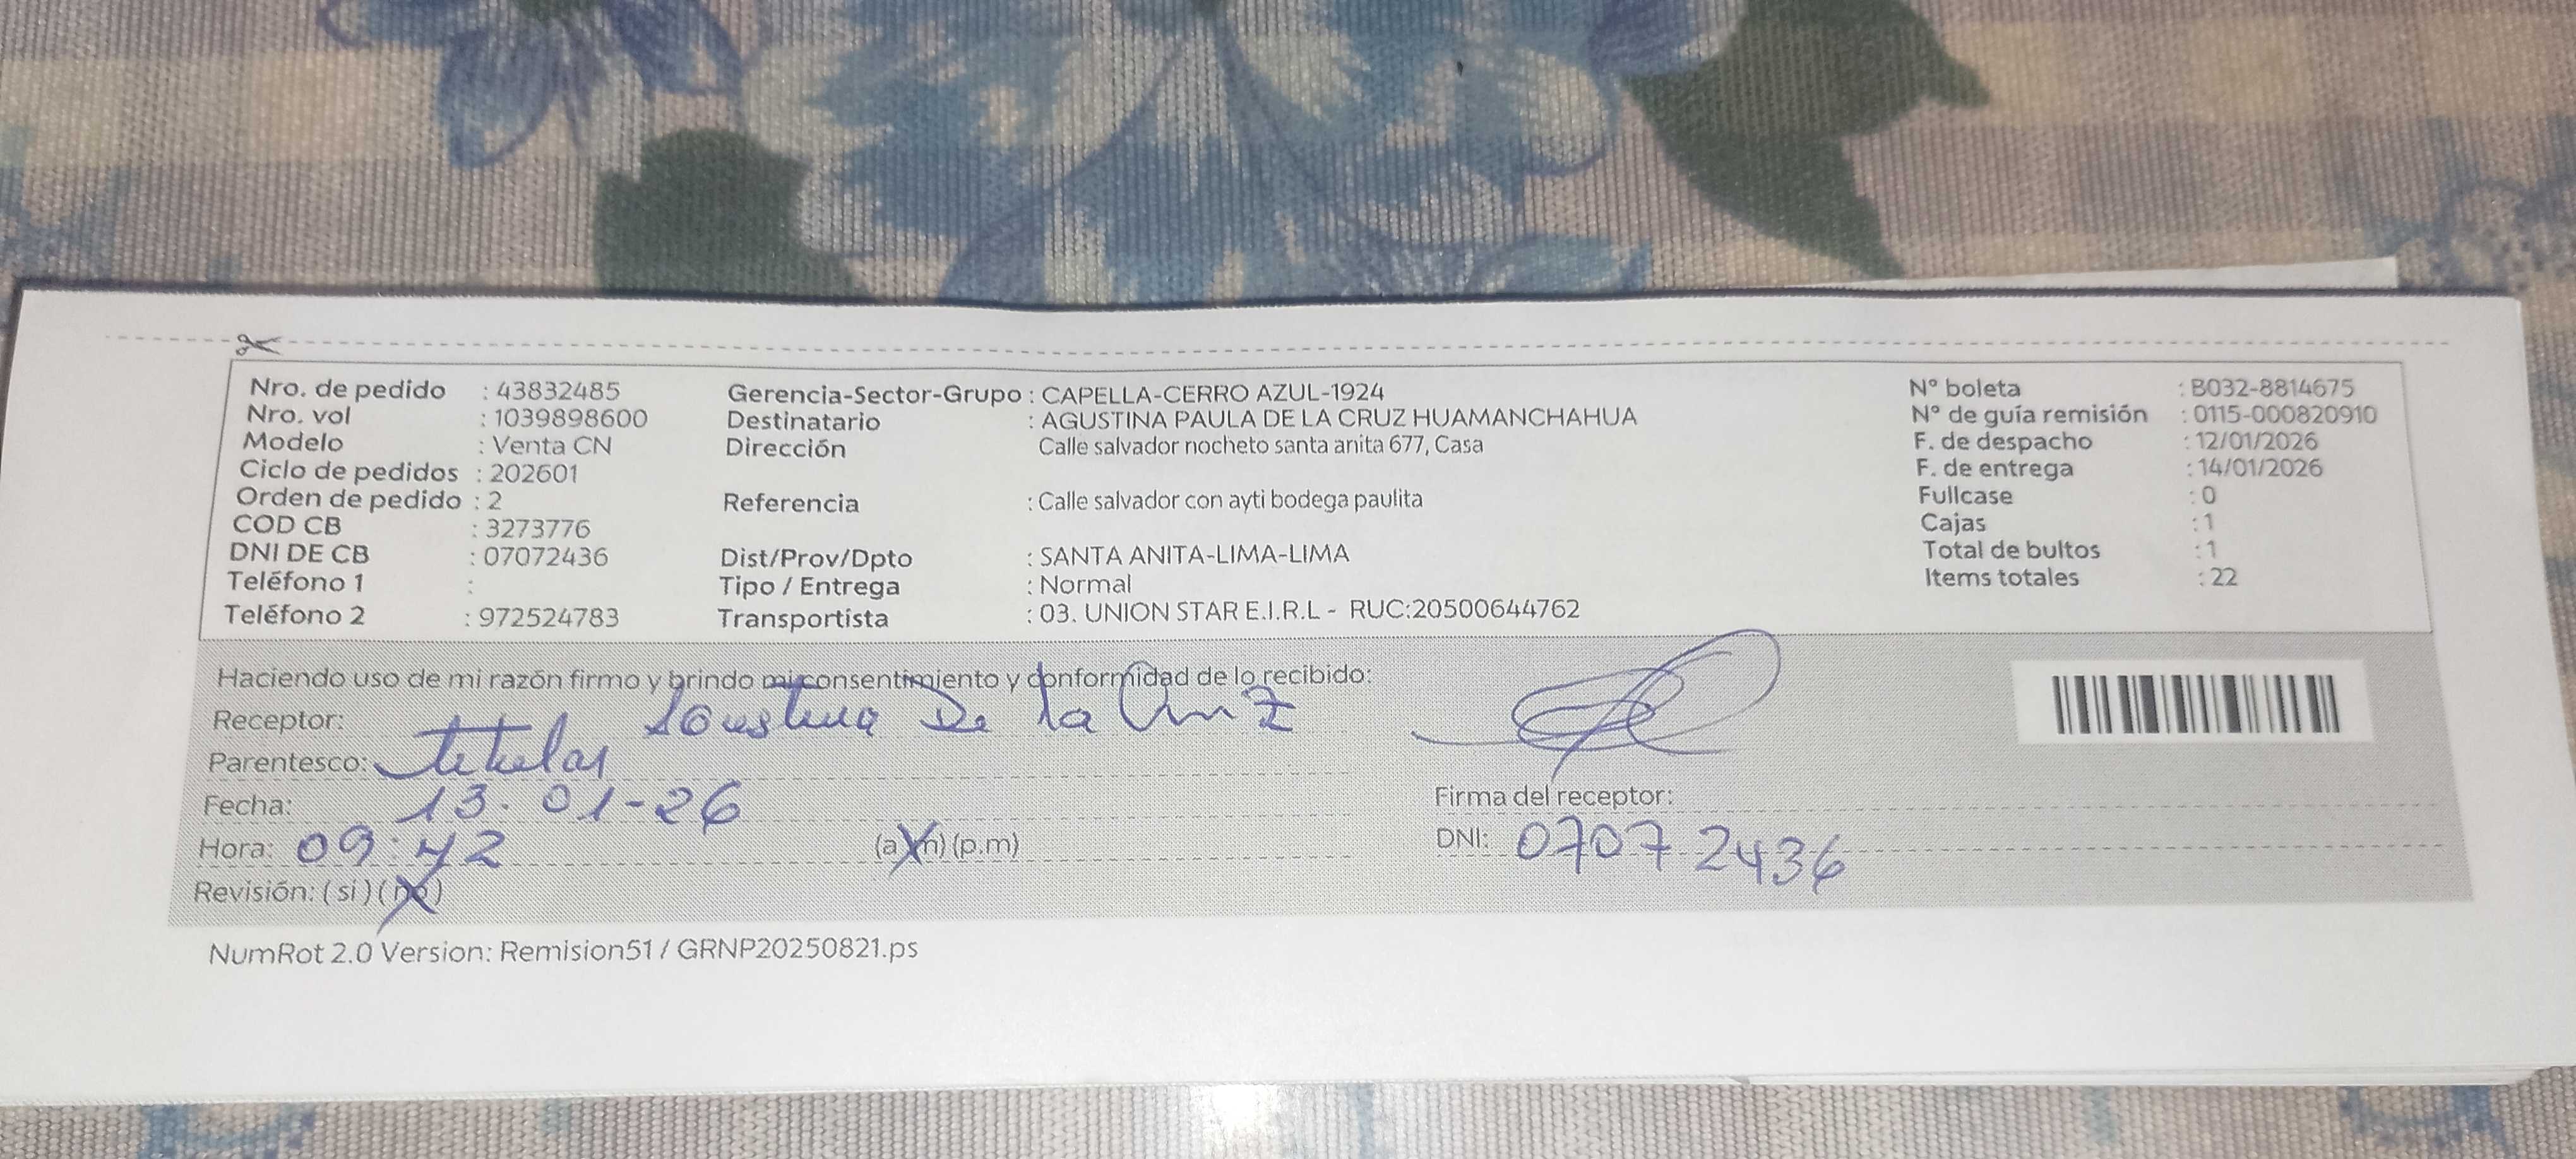 Nro. de pedido : 43832485
Nro. vol : 1039898600
Modelo : Venta CN
Ciclo de pedidos : 202601
Orden de pedido : 2
COD CB : 3273776
DNI DE CB : 07072436
Teléfono 1 :
Teléfono 2 : 972524783
Gerencia-Sector-Grupo : CAPELLA-CERRO AZUL-1924
Destinatario : AGUSTINA PAULA DE LA CRUZ HUAMANCHAHUA
Dirección Calle salvador nocheto santa anita 677, Casa
Referencia : Calle salvador con ayti bodega paulita
Dist/Prov/Dpto : SANTA ANITA-LIMA-LIMA
Tipo / Entrega : Normal
Transportista : 03. UNION STAR E.I.R.L - RUC:20500644762
N° boleta : B032-8814675
N° de guía remisión : 0115-000820910
F. de despacho : 12/01/2026
F. de entrega : 14/01/2026
Fullcase : 0
Cajas : 1
Total de bultos : 1
Items totales : 22
Haciendo uso de mi razón firmo y brindo mi consentimiento y conformidad de lo recibido:
Receptor: Agustina De la Cruz
Parentesco: titular
Fecha: 13-01-26
Hora: 09:42 (a.m) (p.m)
Revisión: (si) (no)
Firma del receptor:
DNI: 07072436
NumRot 2.0 Version: Remision51 / GRNP20250821.ps